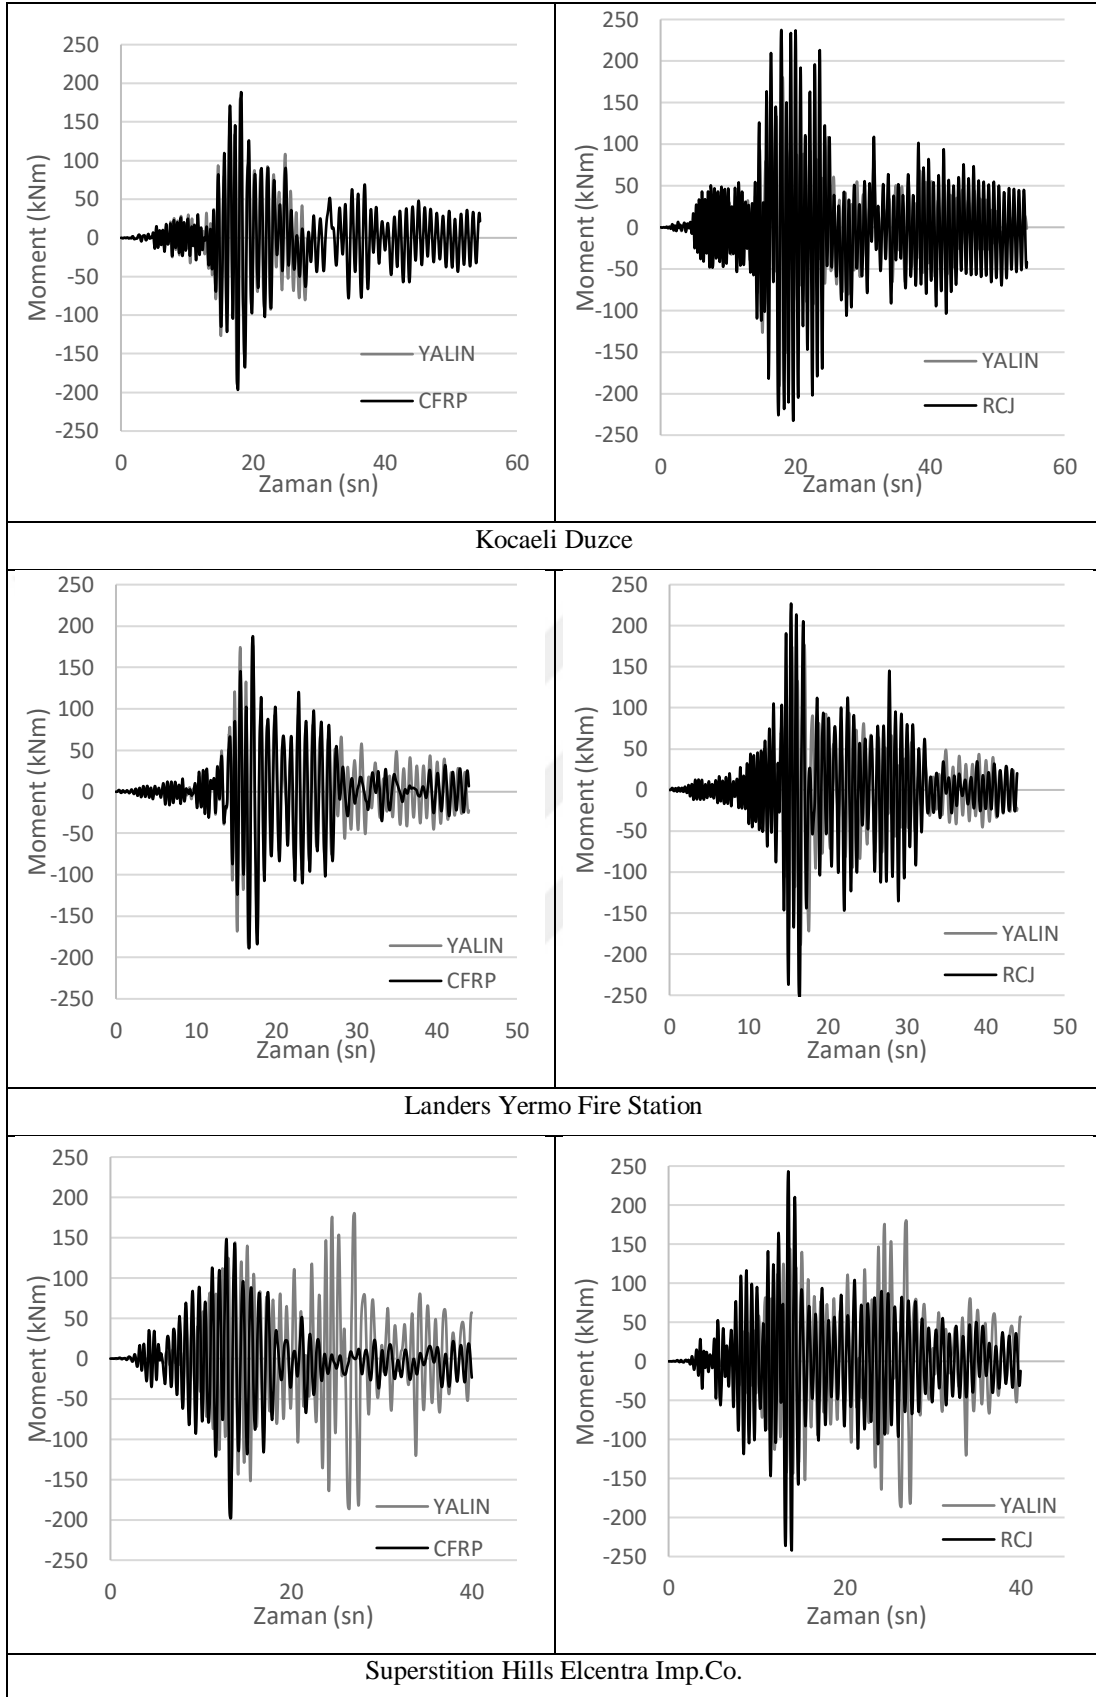 250
200
150
100
50
0
-50
-100
-150
-200
-250
Moment (kNm)
YALIN
CFRP
0 20 40 60
Zaman (sn)
250
200
150
100
50
0
-50
-100
-150
-200
-250
Moment (kNm)
YALIN
RCJ
0 20 40 60
Zaman (sn)
Kocaeli Duzce
250
200
150
100
50
0
-50
-100
-150
-200
-250
Moment (kNm)
YALIN
CFRP
0 10 20 30 40 50
Zaman (sn)
250
200
150
100
50
0
-50
-100
-150
-200
-250
Moment (kNm)
YALIN
RCJ
0 10 20 30 40 50
Zaman (sn)
Landers Yermo Fire Station
250
200
150
100
50
0
-50
-100
-150
-200
-250
Moment (kNm)
YALIN
CFRP
0 20 40
Zaman (sn)
250
200
150
100
50
0
-50
-100
-150
-200
-250
Moment (kNm)
YALIN
RCJ
0 20 40
Zaman (sn)
Superstition Hills Elcentra Imp.Co.